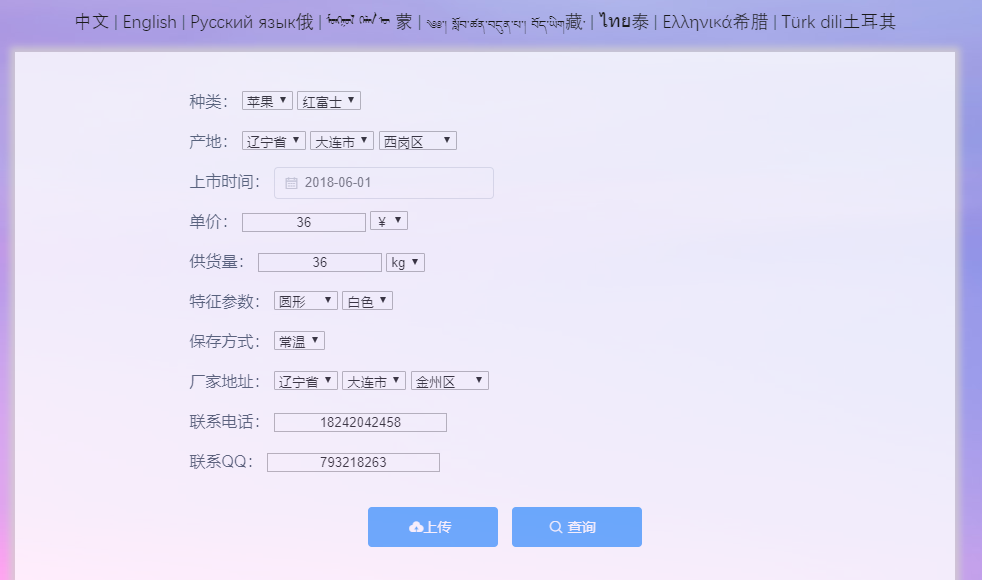 中文 | English | Русский язык俄 | 蒙 | 藏 | ไทย泰 | Ελληνικά希腊 | Türk dili土耳其
种类： 苹果 红富士
产地： 辽宁省 大连市 西岗区
上市时间： 2018-06-01
单价： 36 ¥
供货量： 36 kg
特征参数： 圆形 白色
保存方式： 常温
厂家地址： 辽宁省 大连市 金州区
联系电话： 18242042458
联系QQ： 793218263
上传 查询